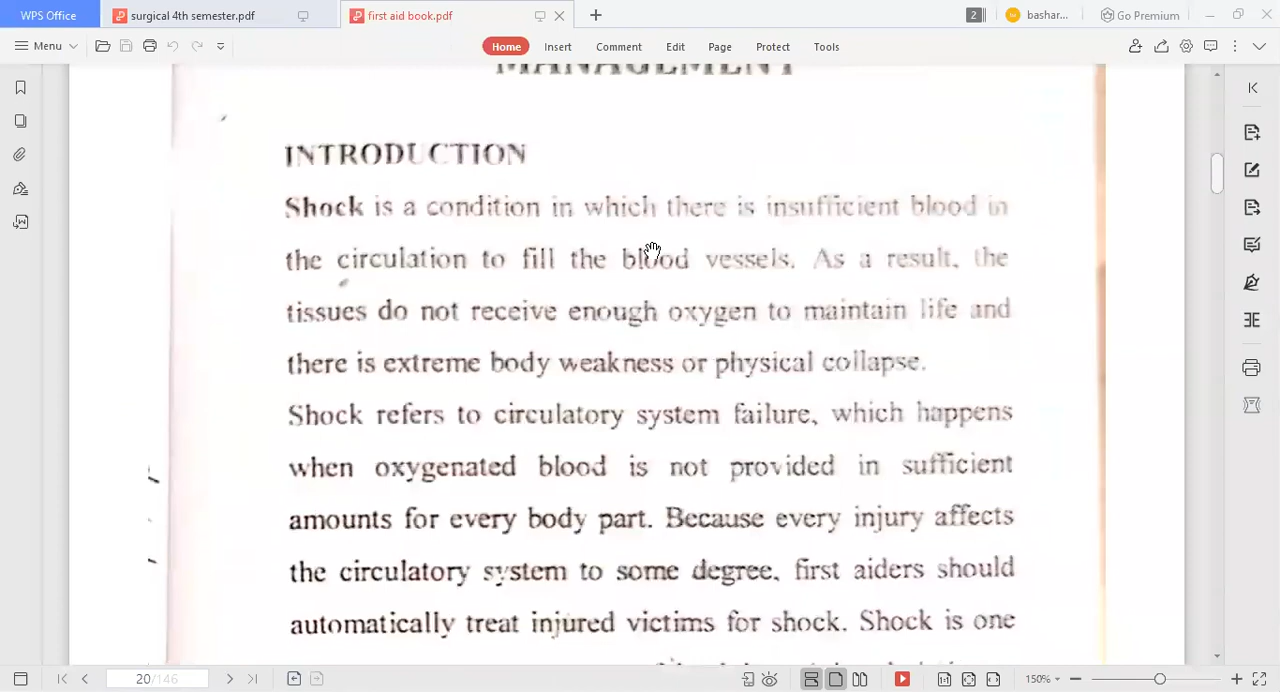 WPS Office
surgical 4th semester.pdf
first aid book.pdf
2
bashar...
Go Premium
Menu
Home
Insert
Comment
Edit
Page
Protect
Tools
MANAGEMENT
INTRODUCTION
Shock is a condition in which there is insufficient blood in
the circulation to fill the blood vessels. As a result, the
tissues do not receive enough oxygen to maintain life and
there is extreme body weakness or physical collapse.
Shock refers to circulatory system failure, which happens
when oxygenated blood is not provided in sufficient
amounts for every body part. Because every injury affects
the circulatory system to some degree, first aiders should
automatically treat injured victims for shock. Shock is one
20/146
150%